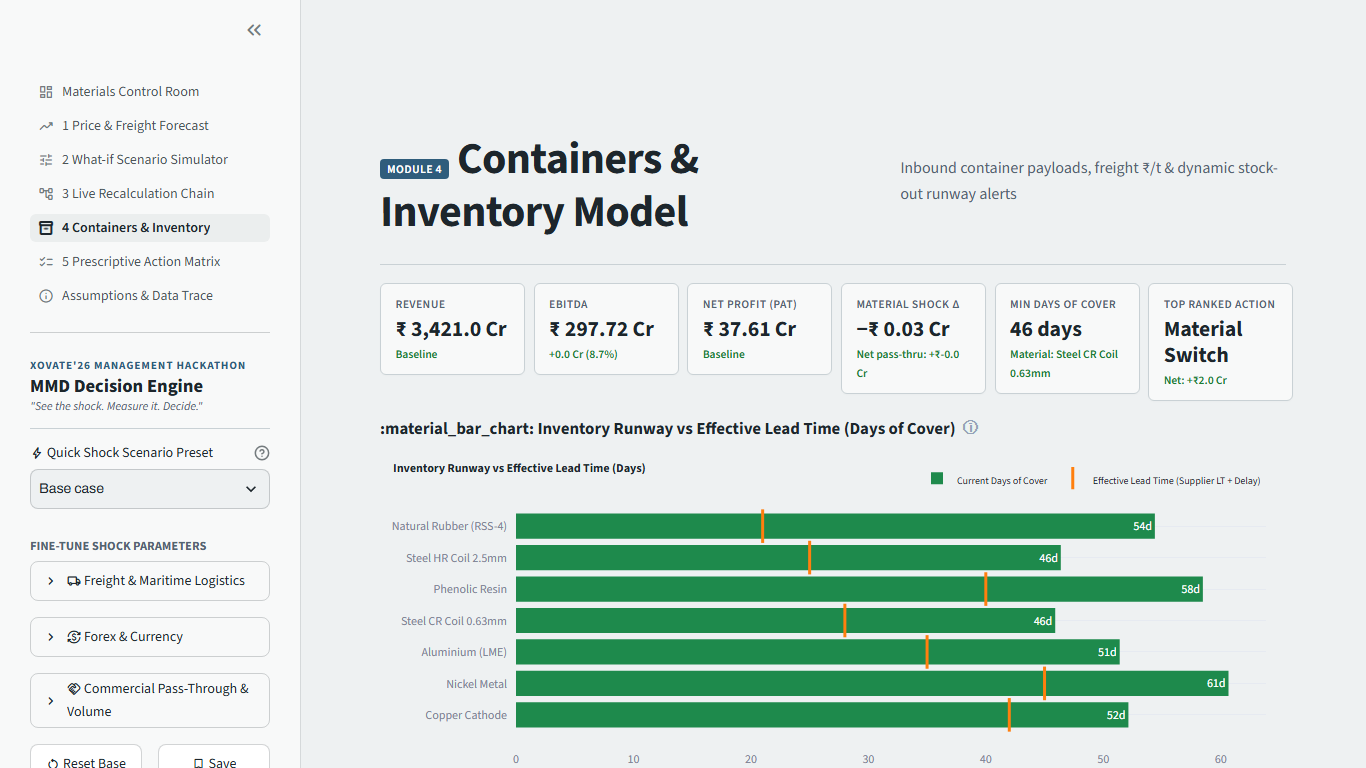 Materials Control Room
1 Price & Freight Forecast
2 What-if Scenario Simulator
3 Live Recalculation Chain
4 Containers & Inventory
5 Prescriptive Action Matrix
Assumptions & Data Trace
XOVATE'26 MANAGEMENT HACKATHON
MMD Decision Engine
"See the shock. Measure it. Decide."
Quick Shock Scenario Preset
Base case
FINE-TUNE SHOCK PARAMETERS
Freight & Maritime Logistics
Forex & Currency
Commercial Pass-Through &
Volume
Reset Base
Save
MODULE 4 Containers &
Inventory Model
Inbound container payloads, freight ₹/t & dynamic stock-
out runway alerts
REVENUE
₹ 3,421.0 Cr
Baseline
EBITDA
₹ 297.72 Cr
+0.0 Cr (8.7%)
NET PROFIT (PAT)
₹ 37.61 Cr
Baseline
MATERIAL SHOCK Δ
−₹ 0.03 Cr
Net pass-thru: +₹-0.0
Cr
MIN DAYS OF COVER
46 days
Material: Steel CR Coil
0.63mm
TOP RANKED ACTION
Material
Switch
Net: +₹2.0 Cr
:material_bar_chart: Inventory Runway vs Effective Lead Time (Days of Cover)
Inventory Runway vs Effective Lead Time (Days)
Current Days of Cover
Effective Lead Time (Supplier LT + Delay)
Natural Rubber (RSS-4) 54d
Steel HR Coil 2.5mm 46d
Phenolic Resin 58d
Steel CR Coil 0.63mm 46d
Aluminium (LME) 51d
Nickel Metal 61d
Copper Cathode 52d
0 10 20 30 40 50 60